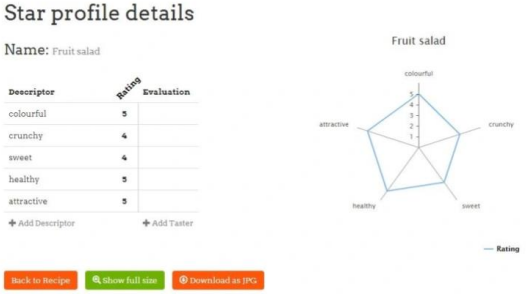 Star profile details
Name: Fruit salad
Descriptor Rating Evaluation
colourful 5
crunchy 4
sweet 4
healthy 5
attractive 5
+ Add Descriptor + Add Taster
Back to Recipe Show full size Download as JPG
Fruit salad
colourful
5
4
3
2
1
attractive crunchy
healthy sweet
Rating